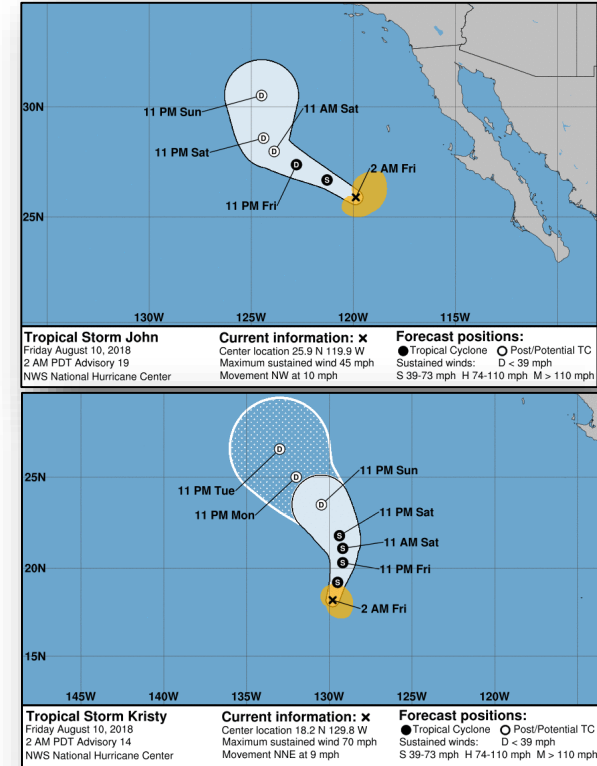 30N
25N
130W
125W
120W
115W
11 PM Sun
11 AM Sat
11 PM Sat
2 AM Fri
11 PM Fri
D
D
D
D
S
Tropical Storm John
Friday August 10, 2018
2 AM PDT Advisory 19
NWS National Hurricane Center
Current information: x
Center location 25.9 N 119.9 W
Maximum sustained wind 45 mph
Movement NW at 10 mph
Forecast positions:
Tropical Cyclone Post/Potential TC
Sustained winds: D < 39 mph
S 39-73 mph H 74-110 mph M > 110 mph
25N
20N
15N
145W
140W
135W
130W
125W
120W
11 PM Tue
11 PM Mon
11 PM Sun
11 PM Sat
11 AM Sat
11 PM Fri
2 AM Fri
D
D
D
S
S
S
S
Tropical Storm Kristy
Friday August 10, 2018
2 AM PDT Advisory 14
NWS National Hurricane Center
Current information: x
Center location 18.2 N 129.8 W
Maximum sustained wind 70 mph
Movement NNE at 9 mph
Forecast positions:
Tropical Cyclone Post/Potential TC
Sustained winds: D < 39 mph
S 39-73 mph H 74-110 mph M > 110 mph